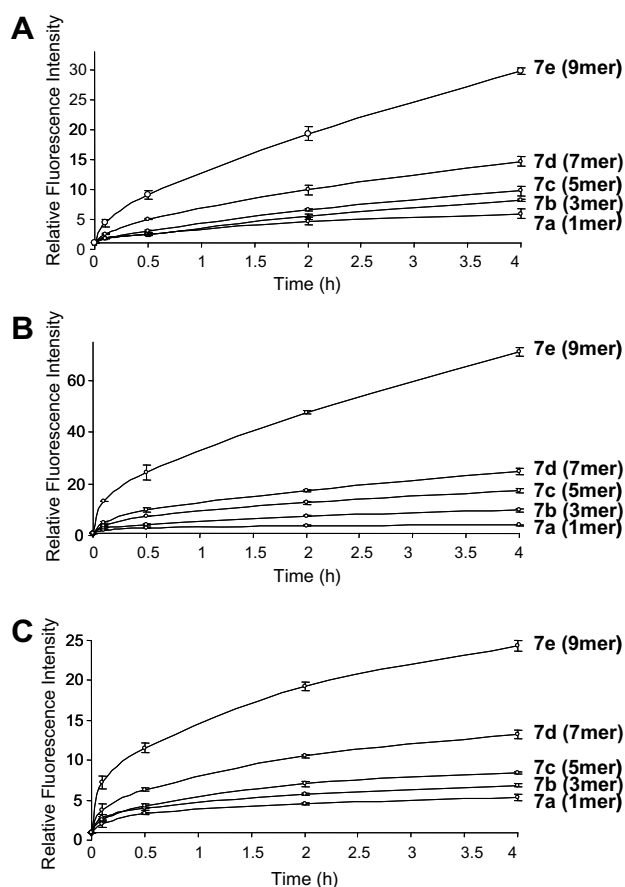 A
Relative Fluorescence Intensity
30
25
20
15
10
5
1
0 0.5 1 1.5 2 2.5 3 3.5 4
Time (h)
7e (9mer)
7d (7mer)
7c (5mer)
7b (3mer)
7a (1mer)
B
Relative Fluorescence Intensity
60
40
20
1
0
0 0.5 1 1.5 2 2.5 3 3.5 4
Time (h)
7e (9mer)
7d (7mer)
7c (5mer)
7b (3mer)
7a (1mer)
C
Relative Fluorescence Intensity
25
20
15
10
5
1
0
0 0.5 1 1.5 2 2.5 3 3.5 4
Time (h)
7e (9mer)
7d (7mer)
7c (5mer)
7b (3mer)
7a (1mer)